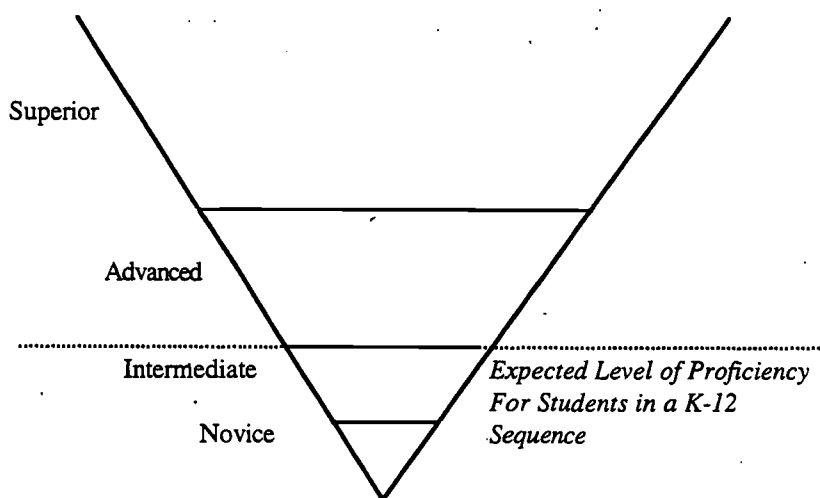 Superior
Advanced
Intermediate
Expected Level of Proficiency
For Students in a K-12
Novice
Sequence